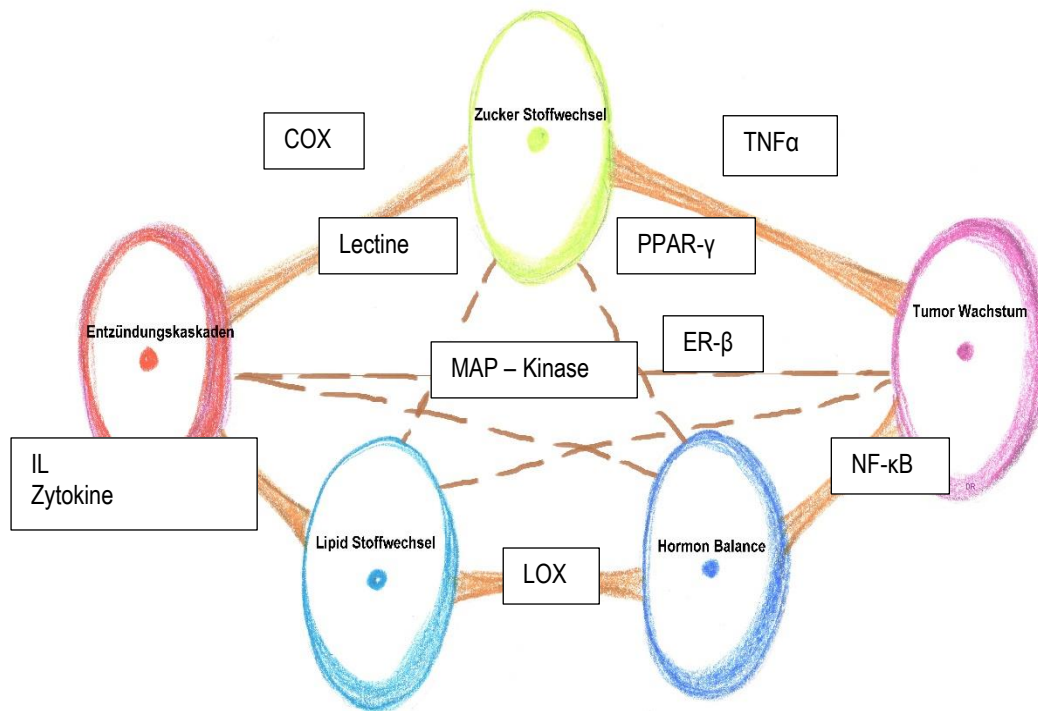 Zucker Stoffwechsel
COX
TNFα
Lectine
PPAR-γ
Entzündungskaskaden
Tumor Wachstum
ER-β
MAP – Kinase
IL
Zytokine
NF-κB
Lipid Stoffwechsel
Hormon Balance
LOX
DR